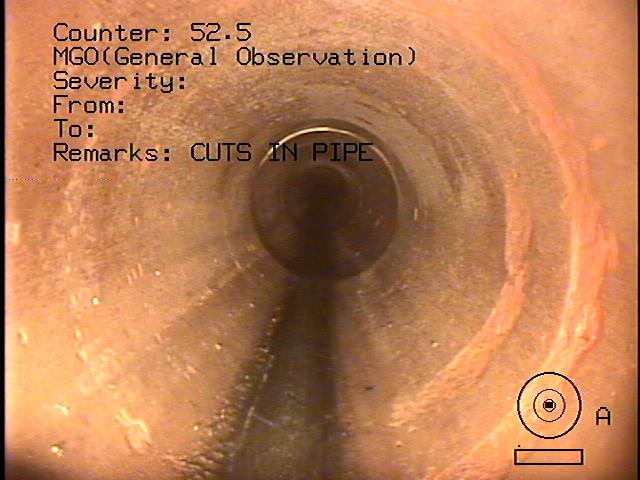 Counter: 52.5
MGO(General Observation)
Severity:
From:
To:
Remarks: CUTS IN PIPE
A